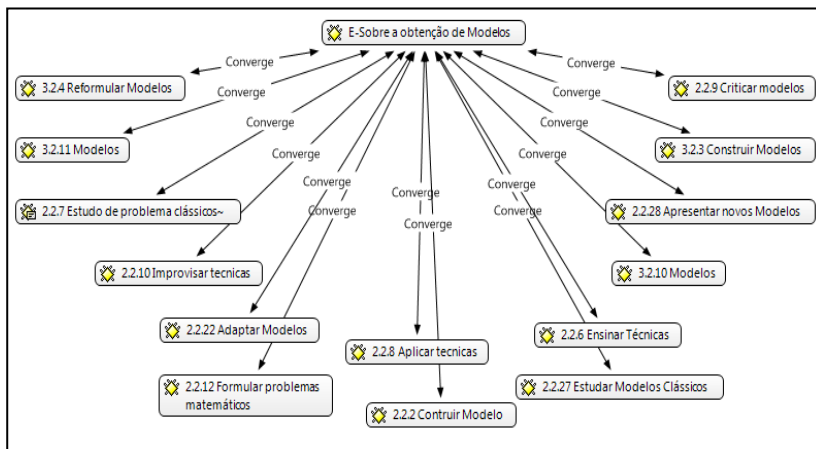 E-Sobre a obtenção de Modelos
Converge
Converge
3.2.4 Reformular Modelos
2.2.9 Criticar modelos
Converge
Converge
Converge
Converge
3.2.11 Modelos
3.2.3 Construir Modelos
Converge
Converge
Converge
Converge
Converge
Converge
Converge
2.2.7 Estudo de problema clássicos~
2.2.28 Apresentar novos Modelos
Converge
Converge
2.2.10 Improvisar tecnicas
3.2.10 Modelos
2.2.22 Adaptar Modelos
2.2.6 Ensinar Técnicas
2.2.8 Aplicar tecnicas
2.2.12 Formular problemas
matemáticos
2.2.27 Estudar Modelos Clássicos
2.2.2 Contruir Modelo